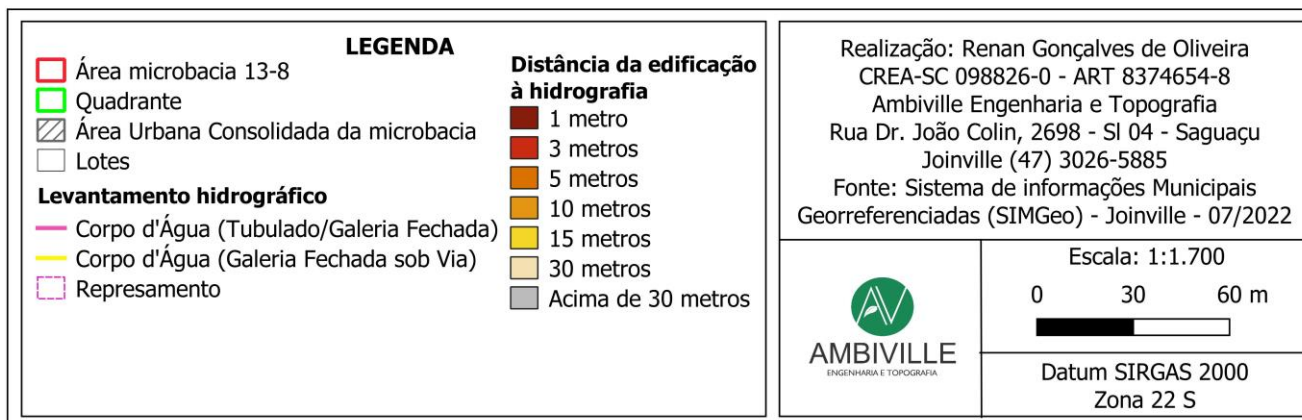 LEGENDA
Área microbacia 13-8
Quadrante
Área Urbana Consolidada da microbacia
Lotes
Levantamento hidrográfico
Corpo d'Água (Tubulado/Galeria Fechada)
Corpo d'Água (Galeria Fechada sob Via)
Represamento
Distância da edificação
à hidrografia
1 metro
3 metros
5 metros
10 metros
15 metros
30 metros
Acima de 30 metros
Realização: Renan Gonçalves de Oliveira
CREA-SC 098826-0 - ART 8374654-8
Ambiville Engenharia e Topografia
Rua Dr. João Colin, 2698 - Sl 04 - Saguaçu
Joinville (47) 3026-5885
Fonte: Sistema de informações Municipais
Georreferenciadas (SIMGeo) - Joinville - 07/2022
AMBIVILLE
ENGENHARIA E TOPOGRAFIA
Escala: 1:1.700
0 30 60 m
Datum SIRGAS 2000
Zona 22 S